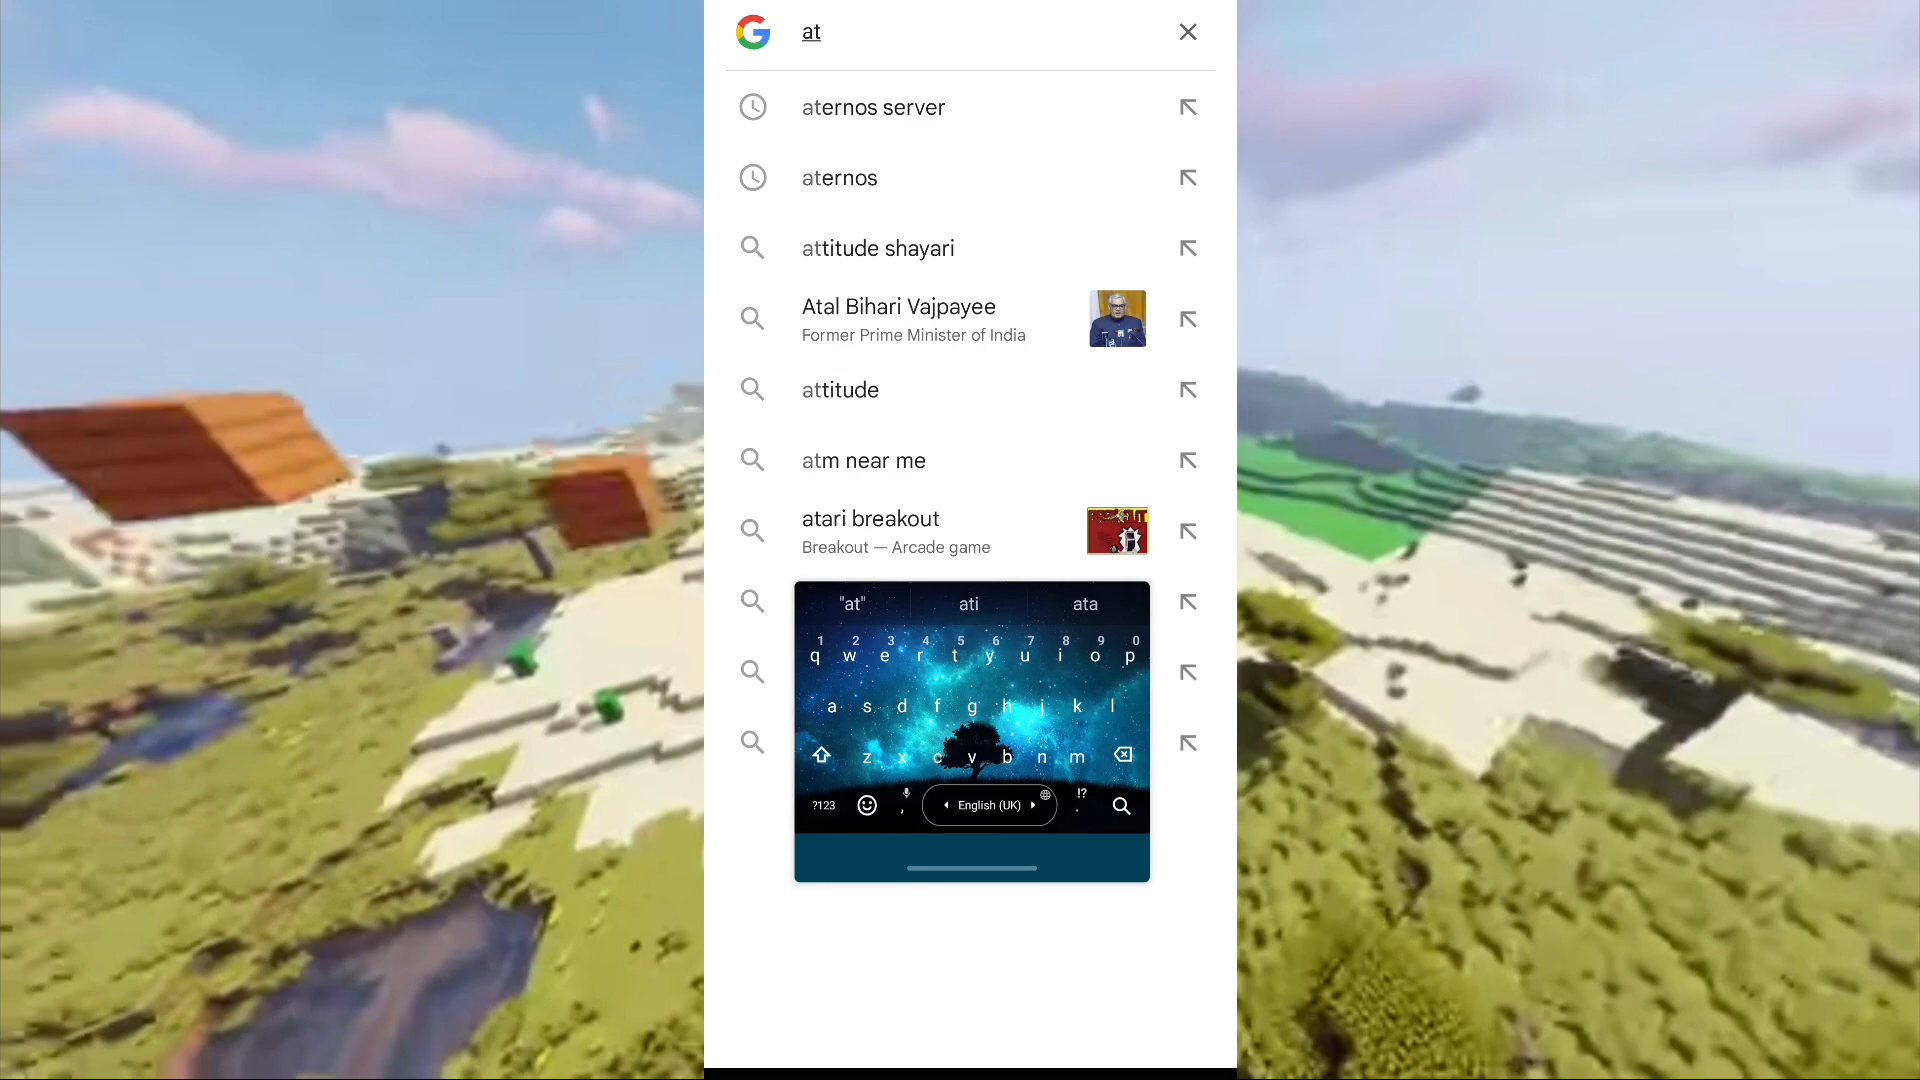 at
aternos server
aternos
attitude shayari
Atal Bihari Vajpayee
Former Prime Minister of India
attitude
atm near me
atari breakout
Breakout — Arcade game
"at" ati ata
1 2 3 4 5 6 7 8 9 0
q w e r t y u i o p
a s d f g h j k l
z x c v b n m
!?
?123 , English (UK) .